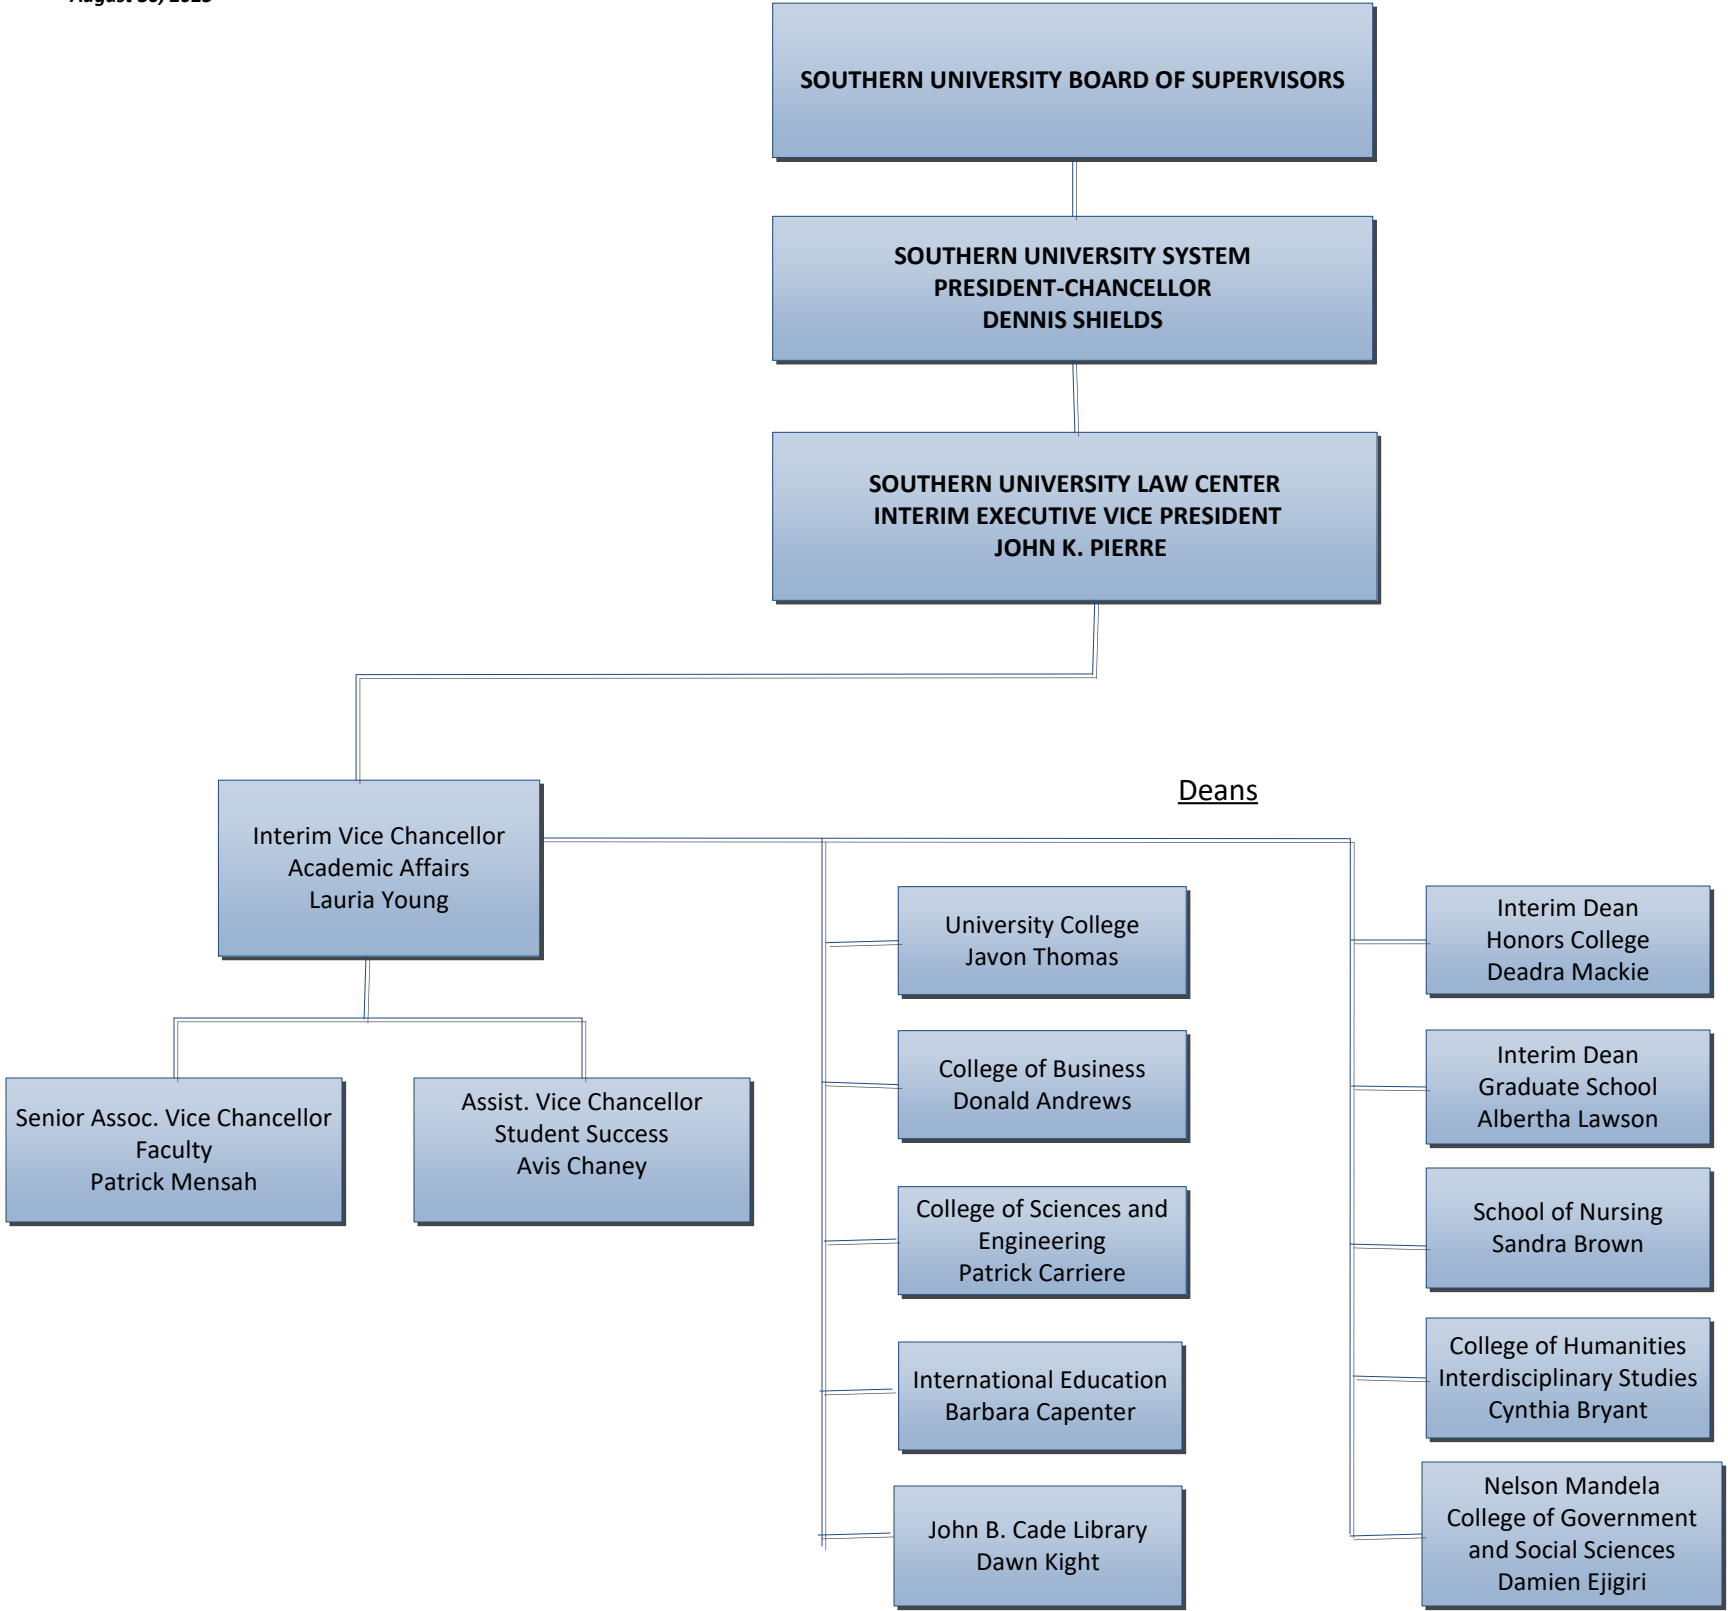 August 30, 2023
SOUTHERN UNIVERSITY BOARD OF SUPERVISORS
SOUTHERN UNIVERSITY SYSTEM
PRESIDENT-CHANCELLOR
DENNIS SHIELDS
SOUTHERN UNIVERSITY LAW CENTER
INTERIM EXECUTIVE VICE PRESIDENT
JOHN K. PIERRE
Interim Vice Chancellor
Academic Affairs
Lauria Young
Senior Assoc. Vice Chancellor
Faculty
Patrick Mensah
Assist. Vice Chancellor
Student Success
Avis Chaney
Deans
University College
Javon Thomas
College of Business
Donald Andrews
College of Sciences and
Engineering
Patrick Carriere
International Education
Barbara Capenter
John B. Cade Library
Dawn Kight
Interim Dean
Honors College
Deadra Mackie
Interim Dean
Graduate School
Albertha Lawson
School of Nursing
Sandra Brown
College of Humanities
Interdisciplinary Studies
Cynthia Bryant
Nelson Mandela
College of Government
and Social Sciences
Damien Ejigiri